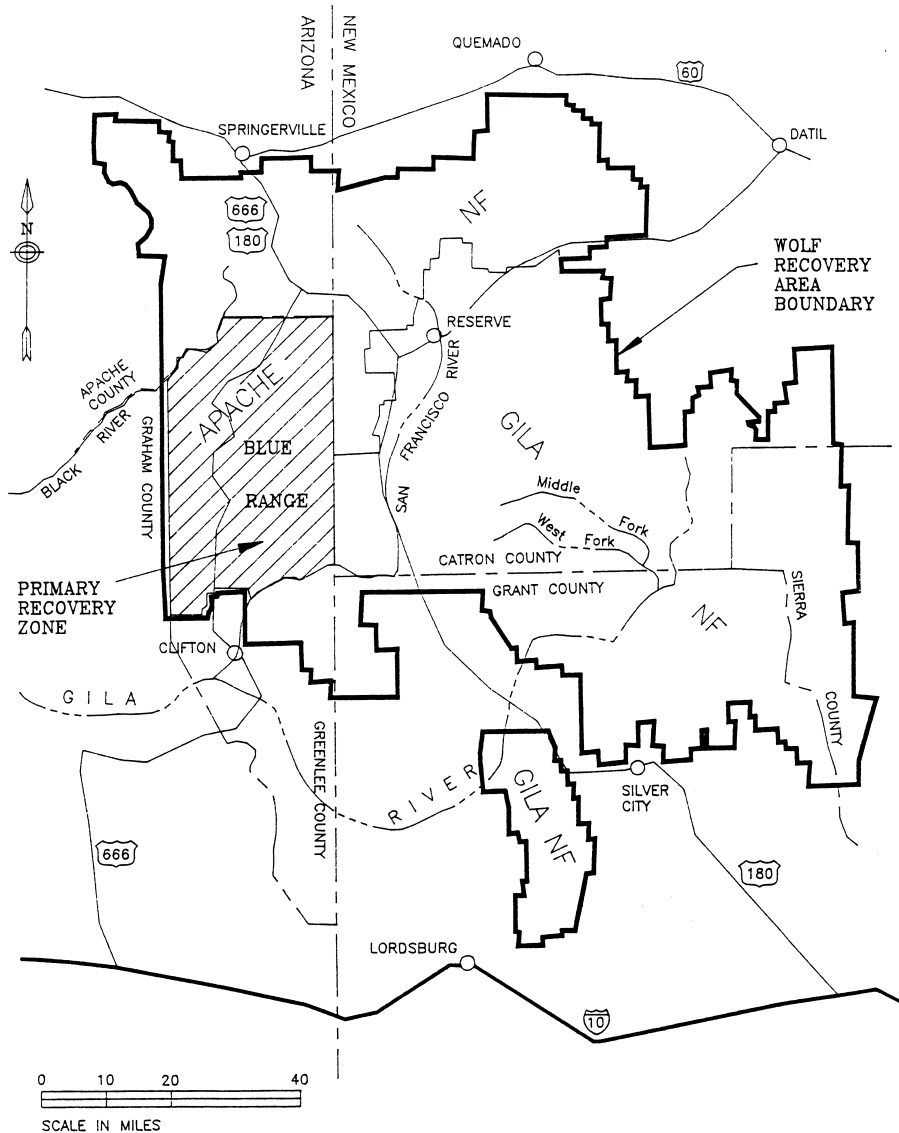 QUEMADO
ARIZONA
NEW MEXICO
60
SPRINGERVILLE
DATIL
666
180
NF
N
WOLF
RECOVERY
AREA
BOUNDARY
RESERVE
APACHE
COUNTY
BLACK RIVER
GRAHAM COUNTY
APACHE
BLUE
RANGE
SAN FRANCISCO RIVER
GILA
Middle Fork
West Fork
CATRON COUNTY
GRANT COUNTY
PRIMARY
RECOVERY
ZONE
SIERRA COUNTY
NF
CLIFTON
GILA RIVER
GREENLEE COUNTY
GILA NF
SILVER
CITY
666
180
LORDSBURG
10
0 10 20 40
SCALE IN MILES